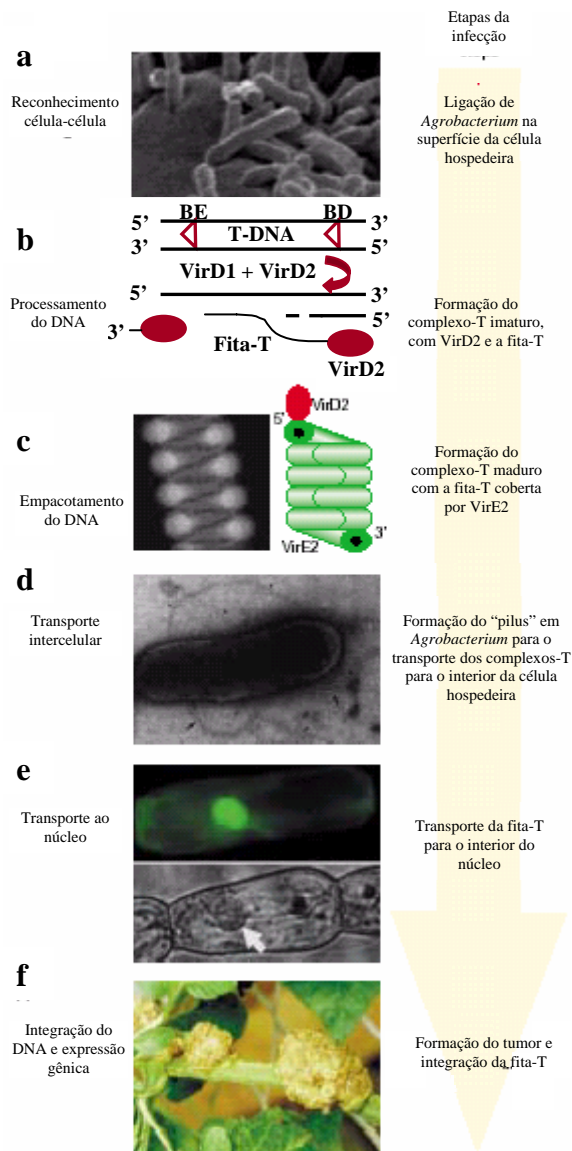 Etapas da
infecção
a
Reconhecimento
célula-célula
Ligação de
Agrobacterium na
superfície da célula
hospedeira
b
5’ BE BD 3’
T-DNA
3’ 5’
VirD1 + VirD2
5’ 3’
Processamento
do DNA
3’ 5’
Fita-T
VirD2
Formação do
complexo-T imaturo,
com VirD2 e a fita-T
c
Empacotamento
do DNA
VirD2
5’
3’
VirE2
Formação do
complexo-T maduro
com a fita-T coberta
por VirE2
d
Transporte
intercelular
Formação do “pilus” em
Agrobacterium para o
transporte dos complexos-T
para o interior da célula
hospedeira
e
Transporte ao
núcleo
Transporte da fita-T
para o interior do
núcleo
f
Integração do
DNA e expressão
gênica
Formação do tumor e
integração da fita-T